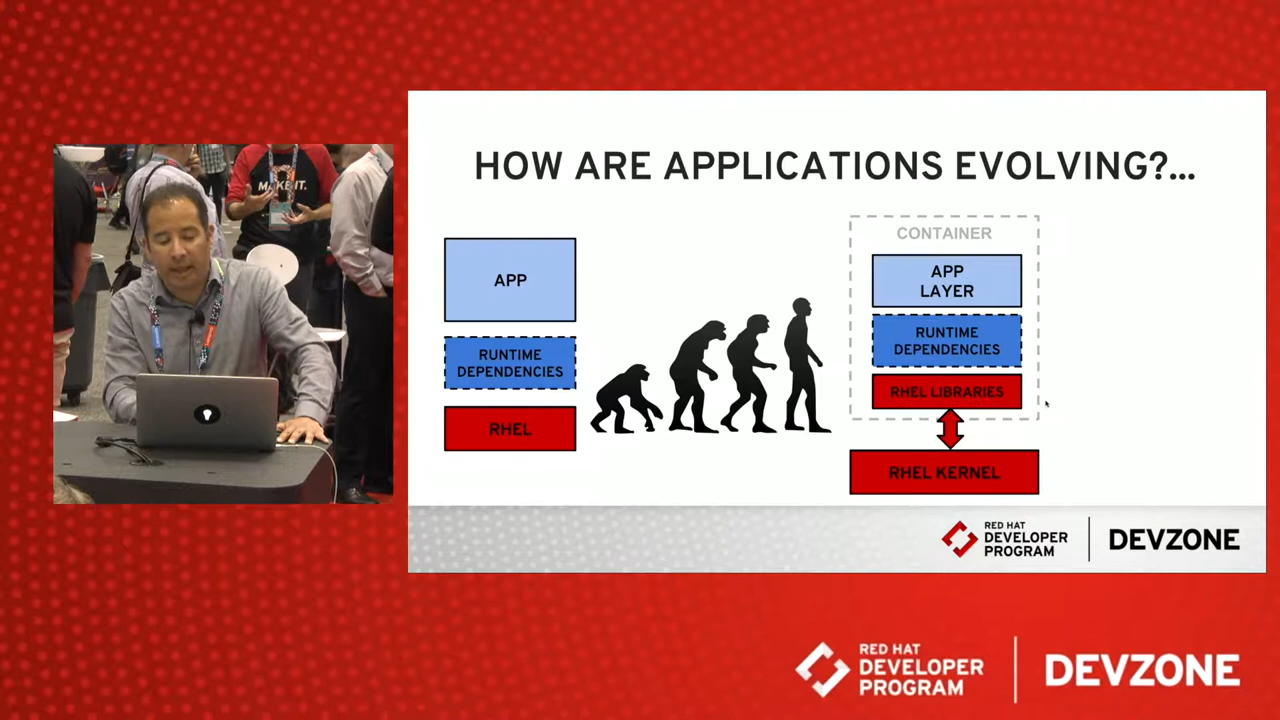 HOW ARE APPLICATIONS EVOLVING?...
APP
RUNTIME
DEPENDENCIES
RHEL
CONTAINER
APP
LAYER
RUNTIME
DEPENDENCIES
RHEL LIBRARIES
RHEL KERNEL
RED HAT
DEVELOPER
PROGRAM
DEVZONE
MAKE IT.
RED HAT
DEVELOPER
PROGRAM
DEVZONE